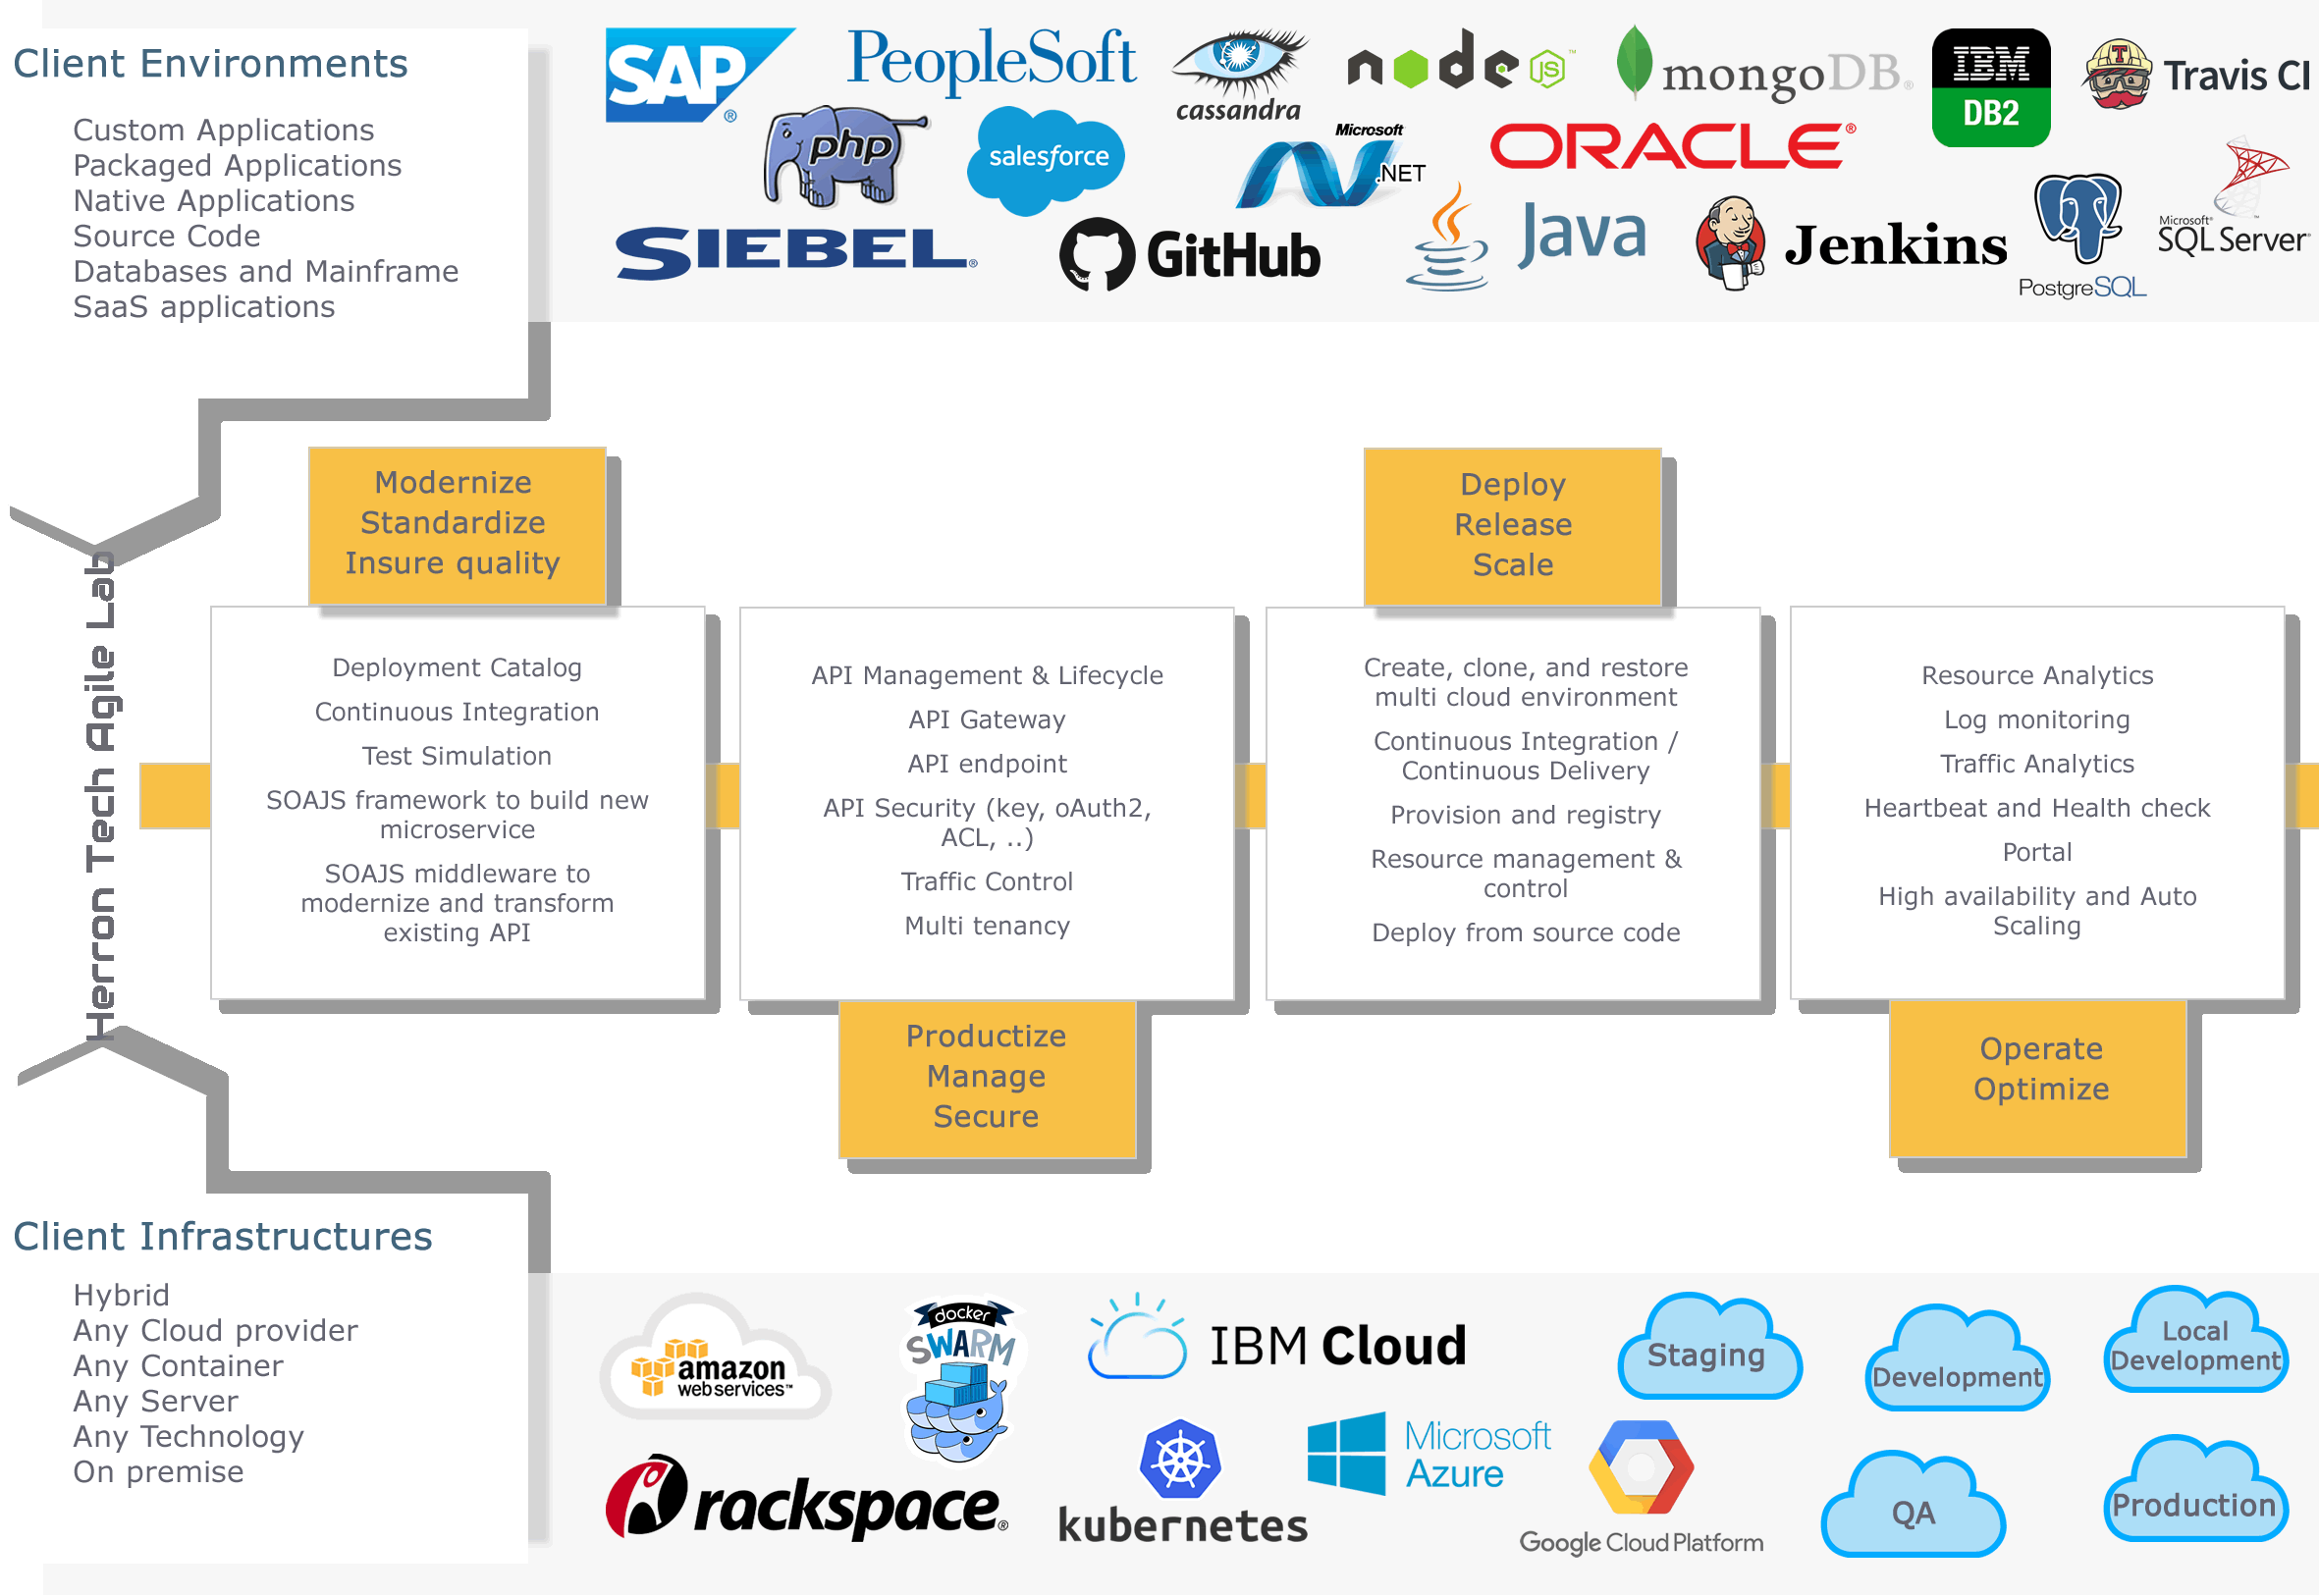 Client Environments
Custom Applications
Packaged Applications
Native Applications
Source Code
Databases and Mainframe
SaaS applications
SAP®
PeopleSoft
cassandra
node JS™
mongoDB®
IBM
DB2
T
Travis CI
php
salesforce
Microsoft
.NET
ORACLE®
SIEBEL®
GitHub
Java
Jenkins
PostgreSQL
Microsoft®
SQL Server®
Herron Tech Agile Lab
Modernize
Standardize
Insure quality
Deployment Catalog
Continuous Integration
Test Simulation
SOAJS framework to build new
microservice
SOAJS middleware to
modernize and transform
existing API
API Management & Lifecycle
API Gateway
API endpoint
API Security (key, oAuth2,
ACL, ..)
Traffic Control
Multi tenancy
Productize
Manage
Secure
Deploy
Release
Scale
Create, clone, and restore
multi cloud environment
Continuous Integration /
Continuous Delivery
Provision and registry
Resource management &
control
Deploy from source code
Resource Analytics
Log monitoring
Traffic Analytics
Heartbeat and Health check
Portal
High availability and Auto
Scaling
Operate
Optimize
Client Infrastructures
Hybrid
Any Cloud provider
Any Container
Any Server
Any Technology
On premise
amazon
web services™
docker
SWARM
IBM Cloud
rackspace®
kubernetes
Microsoft
Azure
Google Cloud Platform
Staging
Development
Local
Development
QA
Production